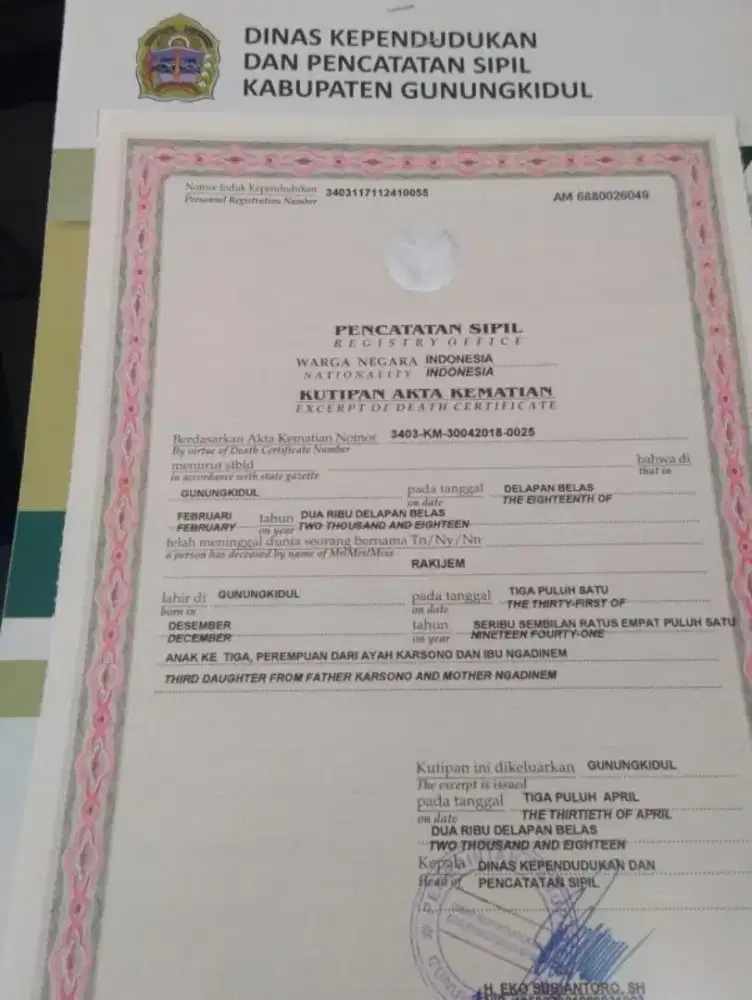 DINAS KEPENDUDUKAN
DAN PENCATATAN SIPIL
KABUPATEN GUNUNGKIDUL
Nomor Induk Kependudukan 3403117112410055 AM 6880026049
Personnel Registration Number
PENCATATAN SIPIL
REGISTRY OFFICE
WARGA NEGARA INDONESIA
NATIONALITY INDONESIA
KUTIPAN AKTA KEMATIAN
EXCERPT OF DEATH CERTIFICATE
Berdasarkan Akta Kematian Nomor 3403-KM-30042018-0025
By virtue of Death Certificate Number
menurut stbld bahwa di
in accordance with state gazette that in
GUNUNGKIDUL pada tanggal DELAPAN BELAS
on date THE EIGHTEENTH OF
FEBRUARI tahun DUA RIBU DELAPAN BELAS
FEBRUARY on year TWO THOUSAND AND EIGHTEEN
telah meninggal dunia seorang bernama Tn/Ny/Nn
a person has deceased by name of Mr/Mrs/Miss
RAKIJEM
lahir di GUNUNGKIDUL pada tanggal TIGA PULUH SATU
born in on date THE THIRTY-FIRST OF
DESEMBER tahun SERIBU SEMBILAN RATUS EMPAT PULUH SATU
DECEMBER on year NINETEEN FOURTY-ONE
ANAK KE TIGA, PEREMPUAN DARI AYAH KARSONO DAN IBU NGADINEM
THIRD DAUGHTER FROM FATHER KARSONO AND MOTHER NGADINEM
Kutipan ini dikeluarkan GUNUNGKIDUL
The excerpt is issued
pada tanggal TIGA PULUH APRIL
on date THE THIRTIETH OF APRIL
DUA RIBU DELAPAN BELAS
TWO THOUSAND AND EIGHTEEN
Kepala DINAS KEPENDUDUKAN DAN
Head of PENCATATAN SIPIL
H. EKO SUBIANTORO, SH